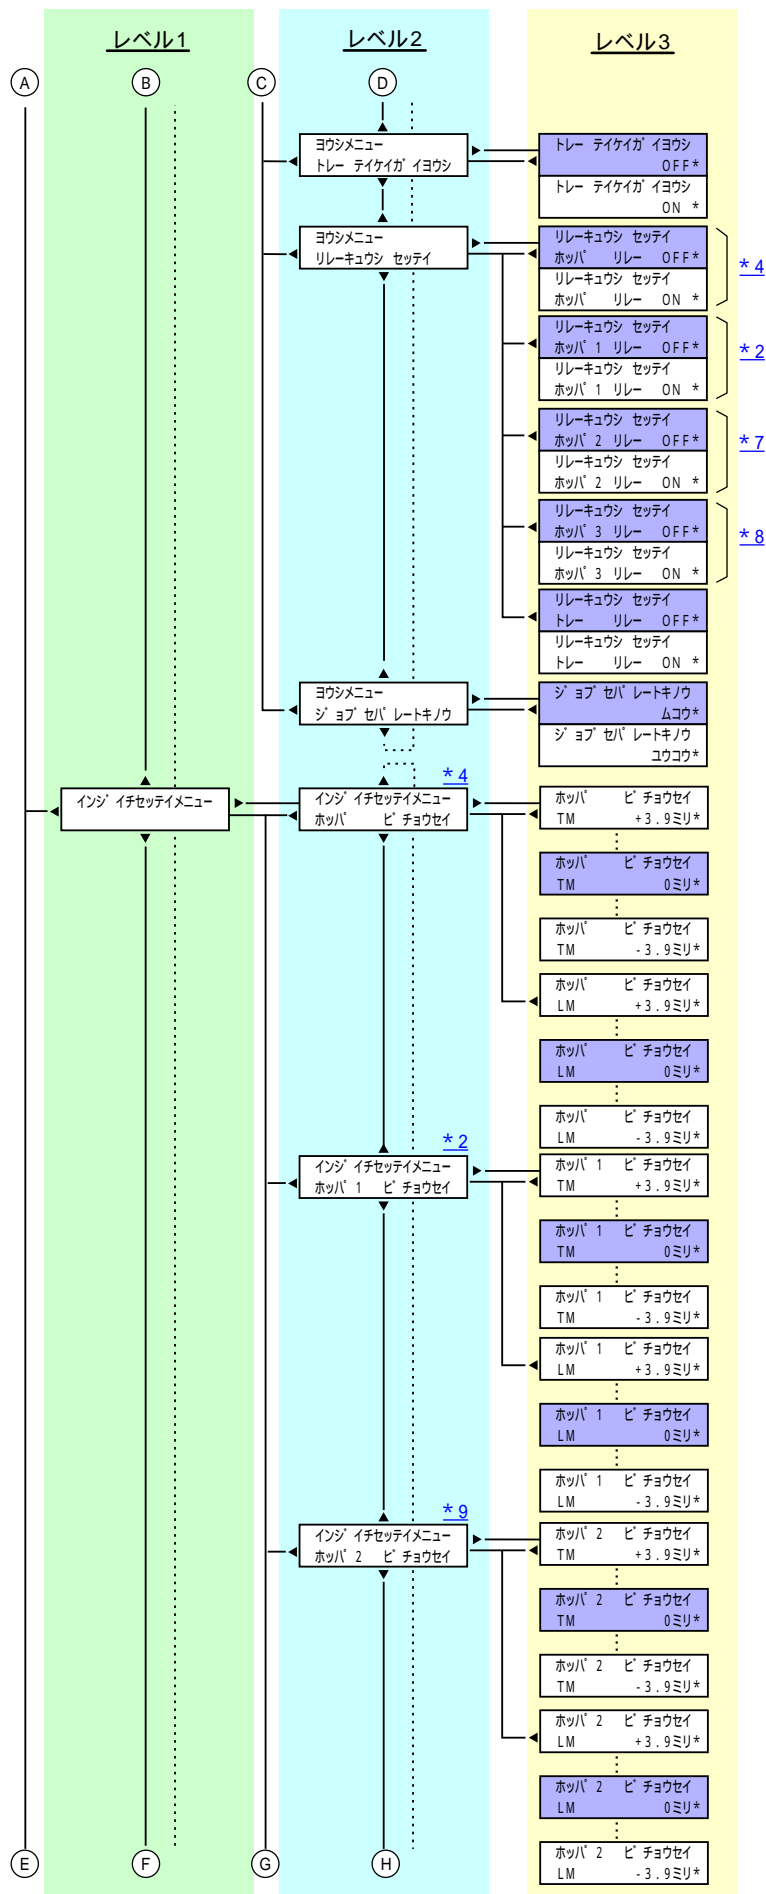 レベル1
レベル2
レベル3
A
B
C
D
ヨウシメニュー
トレー テイケイガイヨウシ
トレー テイケイガイヨウシ
OFF*
トレー テイケイガイヨウシ
ON *
ヨウシメニュー
リレーキュウシ セッテイ
リレーキュウシ セッテイ
ホッパ リレー OFF*
リレーキュウシ セッテイ
ホッパ リレー ON *
*4
リレーキュウシ セッテイ
ホッパ1 リレー OFF*
リレーキュウシ セッテイ
ホッパ1 リレー ON *
*2
リレーキュウシ セッテイ
ホッパ2 リレー OFF*
リレーキュウシ セッテイ
ホッパ2 リレー ON *
*7
リレーキュウシ セッテイ
ホッパ3 リレー OFF*
リレーキュウシ セッテイ
ホッパ3 リレー ON *
*8
リレーキュウシ セッテイ
トレー リレー OFF*
リレーキュウシ セッテイ
トレー リレー ON *
ヨウシメニュー
ジョブセパレートキノウ
ジョブセパレートキノウ
ムコウ*
ジョブセパレートキノウ
ユウコウ*
インジイチセッテイメニュー
*4
インジイチセッテイメニュー
ホッパ ビチョウセイ
ホッパ ビチョウセイ
TM +3.9ミリ*
ホッパ ビチョウセイ
TM 0ミリ*
ホッパ ビチョウセイ
TM -3.9ミリ*
ホッパ ビチョウセイ
LM +3.9ミリ*
ホッパ ビチョウセイ
LM 0ミリ*
ホッパ ビチョウセイ
LM -3.9ミリ*
*2
インジイチセッテイメニュー
ホッパ1 ビチョウセイ
ホッパ1 ビチョウセイ
TM +3.9ミリ*
ホッパ1 ビチョウセイ
TM 0ミリ*
ホッパ1 ビチョウセイ
TM -3.9ミリ*
ホッパ1 ビチョウセイ
LM +3.9ミリ*
ホッパ1 ビチョウセイ
LM 0ミリ*
ホッパ1 ビチョウセイ
LM -3.9ミリ*
*9
インジイチセッテイメニュー
ホッパ2 ビチョウセイ
ホッパ2 ビチョウセイ
TM +3.9ミリ*
ホッパ2 ビチョウセイ
TM 0ミリ*
ホッパ2 ビチョウセイ
TM -3.9ミリ*
ホッパ2 ビチョウセイ
LM +3.9ミリ*
ホッパ2 ビチョウセイ
LM 0ミリ*
ホッパ2 ビチョウセイ
LM -3.9ミリ*
E
F
G
H